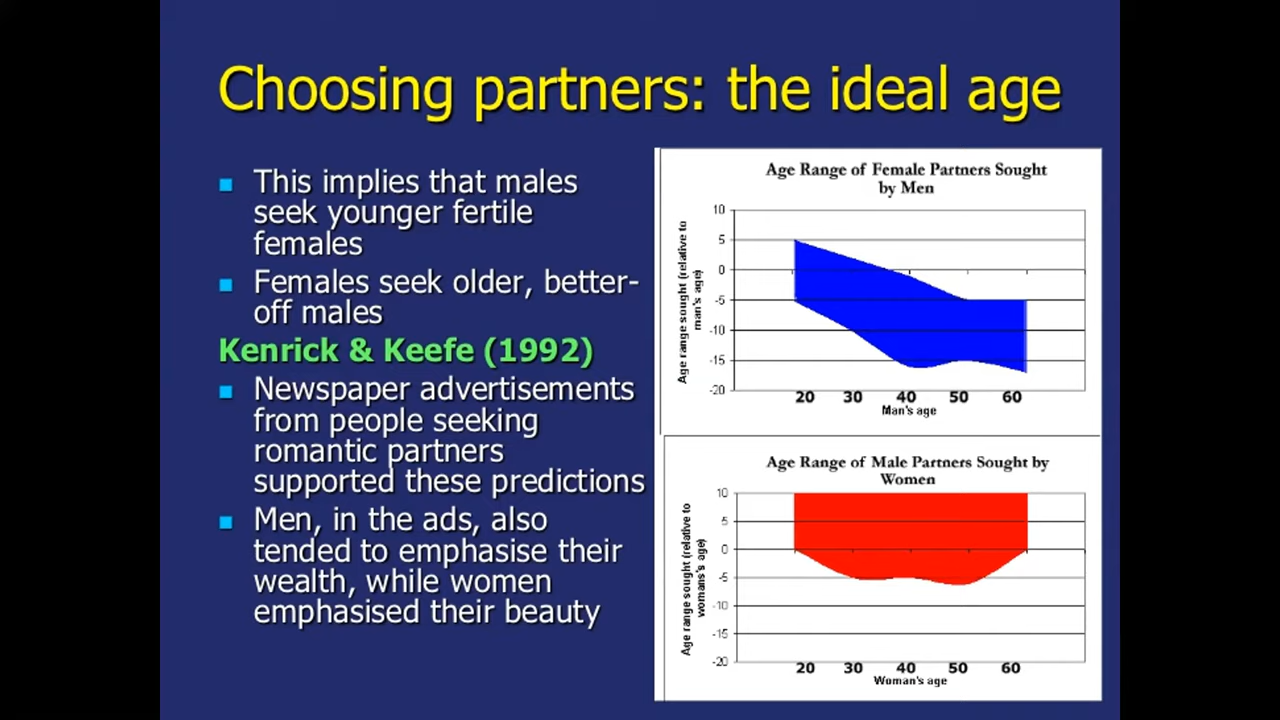 Choosing partners: the ideal age
This implies that males
seek younger fertile
females
Females seek older, better-
off males
Kenrick & Keefe (1992)
Newspaper advertisements
from people seeking
romantic partners
supported these predictions
Men, in the ads, also
tended to emphasise their
wealth, while women
emphasised their beauty
Age Range of Female Partners Sought
by Men
Age range sought (relative to
man's age)
10
5
0
-5
-10
-15
-20
20 30 40 50 60
Man's age
Age Range of Male Partners Sought by
Women
Age range sought (relative to
womans's age)
10
5
0
-5
-10
-15
-20
20 30 40 50 60
Woman's age